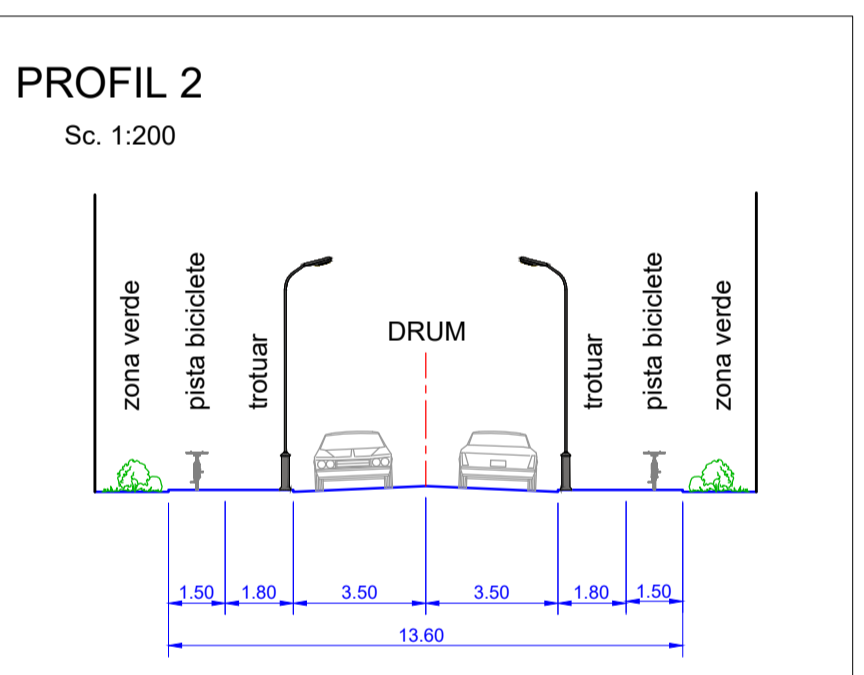 PROFIL 2
Sc. 1:200
zona verde
pista biciclete
trotuar
DRUM
trotuar
pista biciclete
zona verde
1.50
1.80
3.50
3.50
1.80
1.50
13.60